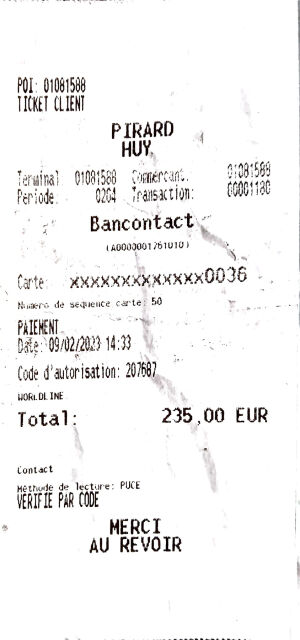 POI: 01081588
TICKET CLIENT
PIRARD
HUY
Terminal 01081588 Commercant: 01081588
Periode: 0204 Transaction: 00001180
Bancontact
(A0000001761010)
Carte: xxxxxxxxxxxxx0036
Numero de sequence carte: 50
PAIEMENT
Date: 09/02/2023 14:33
Code d'autorisation: 207687
WORLDLINE
Total: 235,00 EUR
Contact
Méthode de lecture: PUCE
VERIFIE PAR CODE
MERCI
AU REVOIR